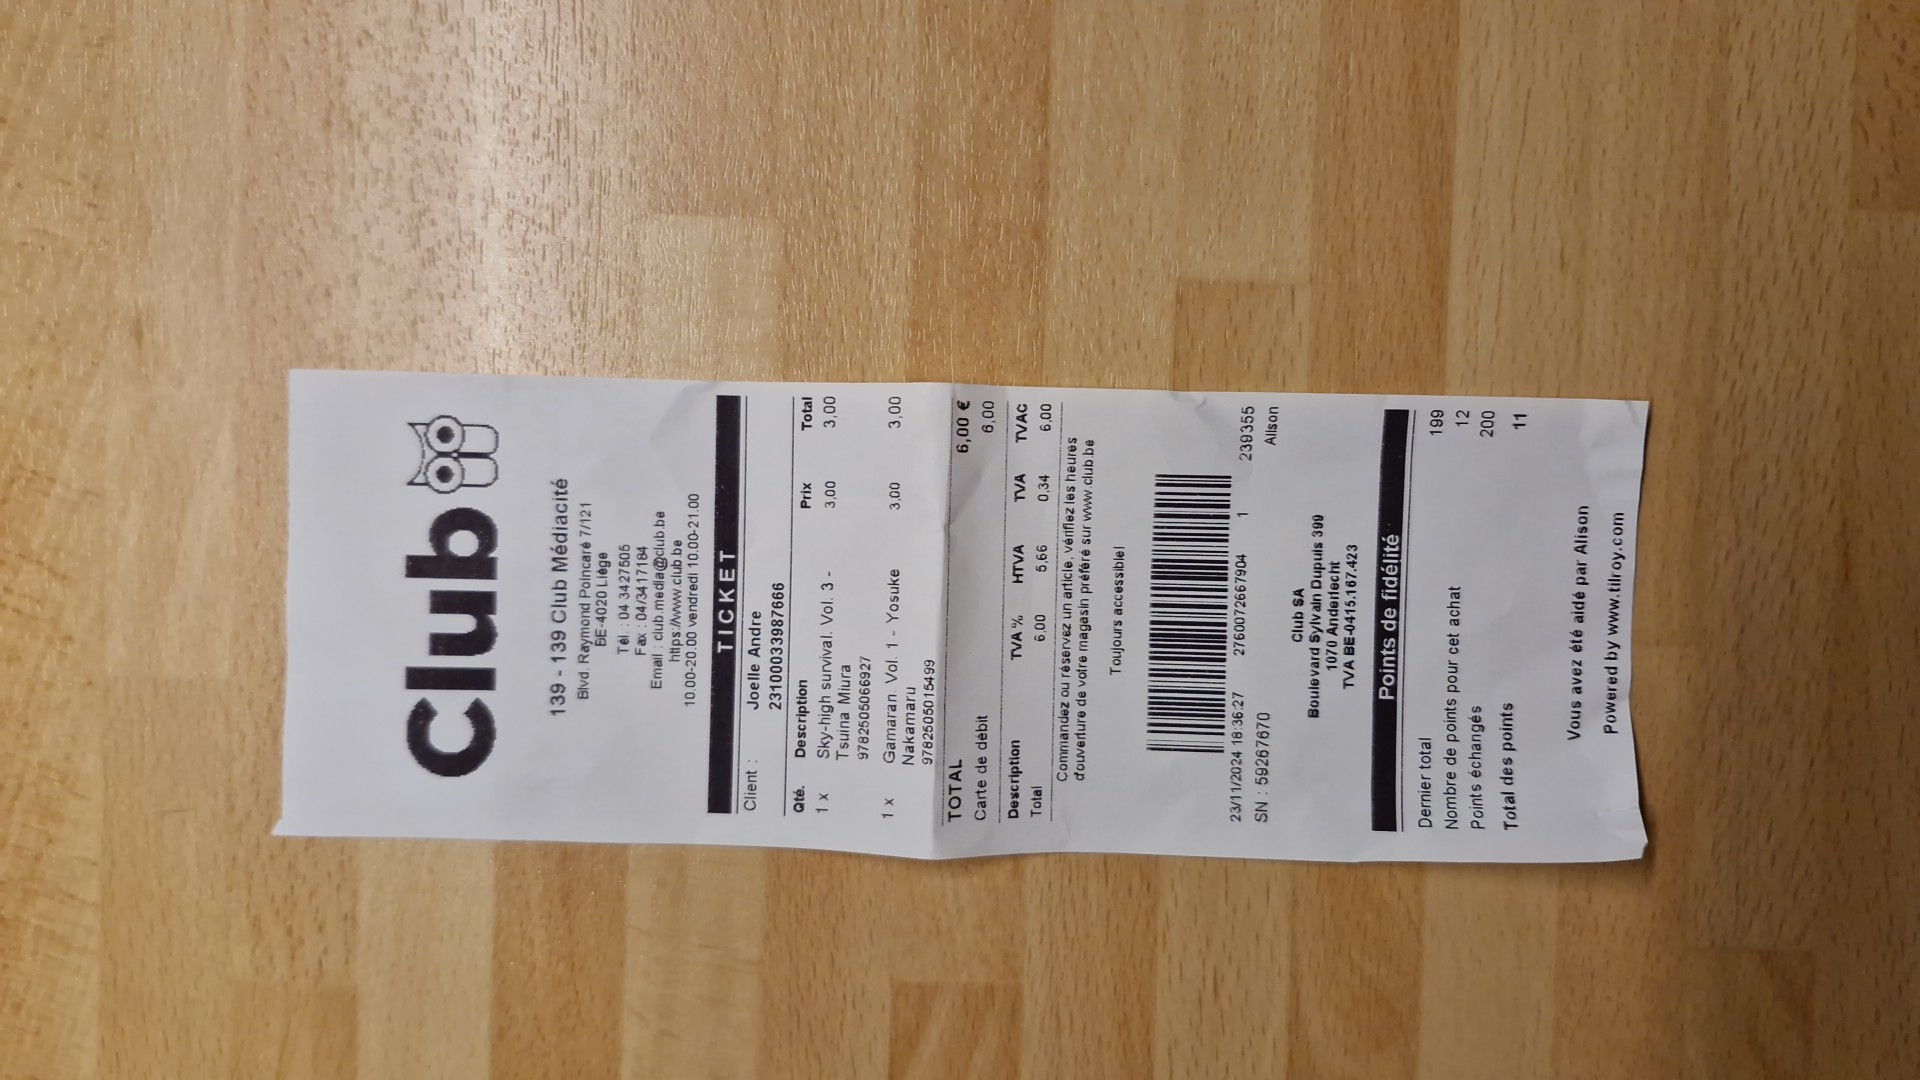 Club
139 - 139 Club Médiacité
Blvd. Raymond Poincaré 7/121
BE-4020 Liège
Tél. : 04 3427505
Fax : 04/3417184
Email : club.media@club.be
https://www.club.be
10.00-20.00 vendredi 10.00-21.00
TICKET
Client : Joelle Andre
23100033987666
Qté. Description Prix Total
1 x Sky-high survival. Vol. 3 - 3,00 3,00
Tsuina Miura
9782505066927
1 x Gamaran. Vol. 1 - Yosuke 3,00 3,00
Nakamaru
9782505015499
TOTAL 6,00 €
Carte de débit 6,00
Description TVA % HTVA TVA TVAC
Total 6,00 5,66 0,34 6,00
Commandez ou réservez un article, vérifiez les heures
d'ouverture de votre magasin préféré sur www.club.be
Toujours accessible!
23/11/2024 18:36:27 2760072667904 1 239355
SN : 59267670 Alison
Club SA
Boulevard Sylvain Dupuis 399
1070 Anderlecht
TVA BE-0415.167.423
Points de fidélité
Dernier total 199
Nombre de points pour cet achat 12
Points échangés 200
Total des points 11
Vous avez été aidé par Alison
Powered by www.tilroy.com